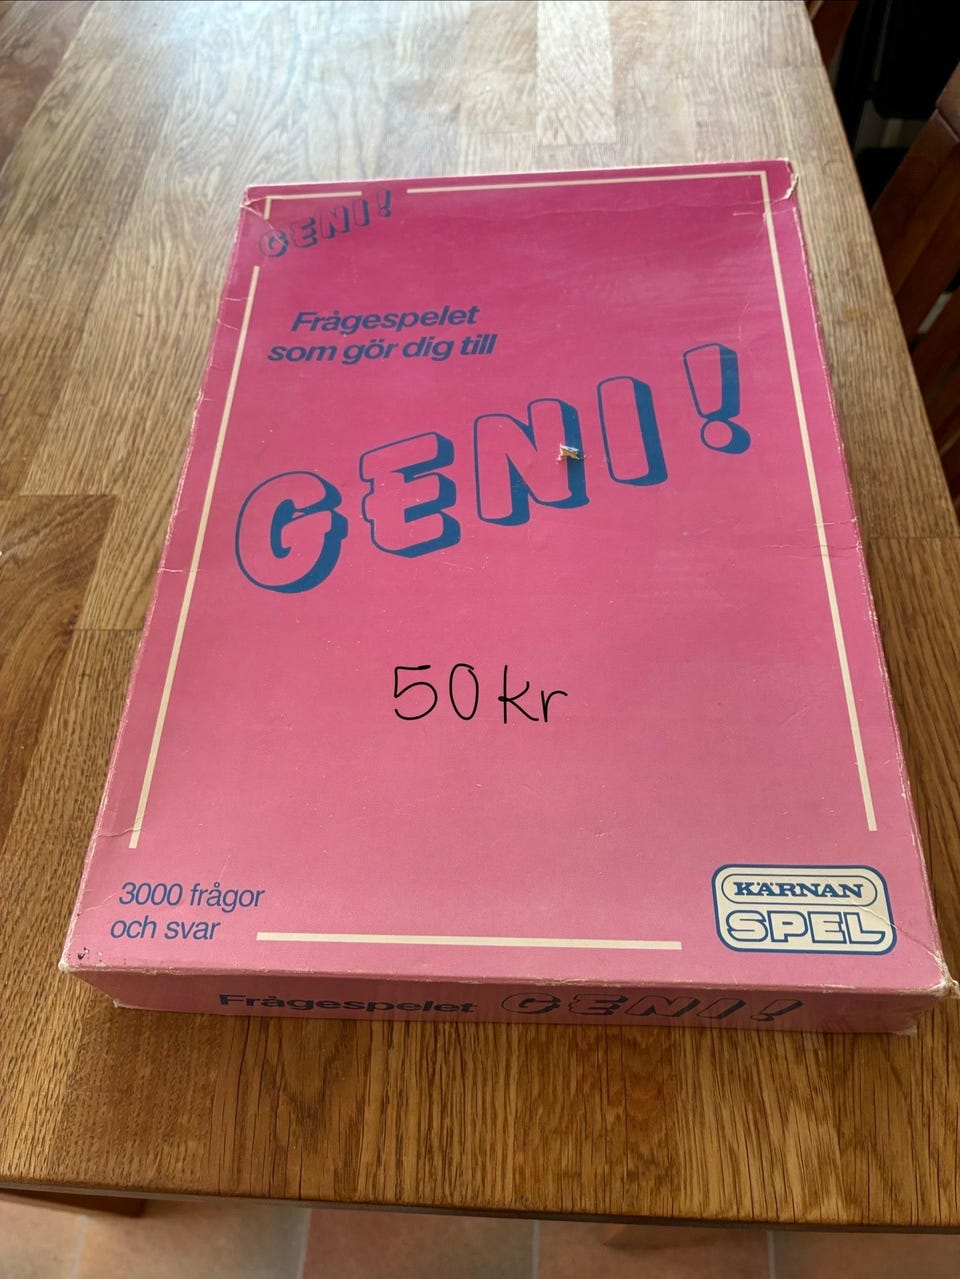 GENI!
Frågespelet
som gör dig till
GENI!
50 kr
3000 frågor
och svar
KÄRNAN
SPEL
Frågespelet GENI!